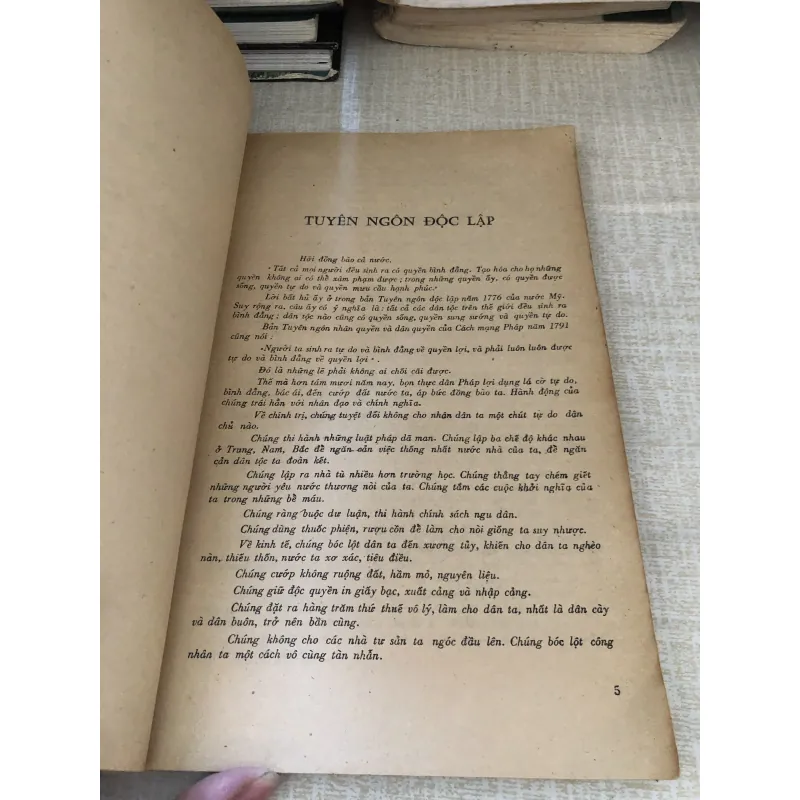 TUYÊN NGÔN ĐỘC LẬP
Hỡi đồng bào cả nước.
«Tất cả mọi người đều sinh ra có quyền bình đẳng. Tạo hóa cho họ những
quyền không ai có thể xâm phạm được ; trong những quyền ấy, có quyền được
sống, quyền tự do và quyền mưu cầu hạnh phúc.»
Lời bất hủ ấy ở trong bản Tuyên ngôn độc lập năm 1776 của nước Mỹ.
Suy rộng ra, câu ấy có ý nghĩa là : tất cả các dân tộc trên thế giới đều sinh ra
bình đẳng ; dân tộc nào cũng có quyền sống, quyền sung sướng và quyền tự do.
Bản Tuyên ngôn nhân quyền và dân quyền của Cách mạng Pháp năm 1791
cũng nói :
«Người ta sinh ra tự do và bình đẳng về quyền lợi, và phải luôn luôn được
tự do và bình đẳng về quyền lợi».
Đó là những lẽ phải không ai chối cãi được.
Thế mà hơn tám mươi năm nay, bọn thực dân Pháp lợi dụng lá cờ tự do,
bình đẳng, bác ái, đến cướp đất nước ta, áp bức đồng bào ta. Hành động của
chúng trái hẳn với nhân đạo và chính nghĩa.
Về chính trị, chúng tuyệt đối không cho nhân dân ta một chút tự do dân
chủ nào.
Chúng thi hành những luật pháp dã man. Chúng lập ba chế độ khác nhau
ở Trung, Nam, Bắc để ngăn cản việc thống nhất nước nhà của ta, để ngăn
cản dân tộc ta đoàn kết.
Chúng lập ra nhà tù nhiều hơn trường học. Chúng thẳng tay chém giết
những người yêu nước thương nòi của ta. Chúng tắm các cuộc khởi nghĩa của
ta trong những bể máu.
Chúng ràng buộc dư luận, thi hành chính sách ngu dân.
Chúng dùng thuốc phiện, rượu cồn để làm cho nòi giống ta suy nhược.
Về kinh tế, chúng bóc lột dân ta đến xương tủy, khiến cho dân ta nghèo
nàn, thiếu thốn, nước ta xơ xác, tiêu điều.
Chúng cướp không ruộng đất, hầm mỏ, nguyên liệu.
Chúng giữ độc quyền in giấy bạc, xuất cảng và nhập cảng.
Chúng đặt ra hàng trăm thứ thuế vô lý, làm cho dân ta, nhất là dân cày
và dân buôn, trở nên bần cùng.
Chúng không cho các nhà tư sản ta ngóc đầu lên. Chúng bóc lột công
nhân ta một cách vô cùng tàn nhẫn.
5